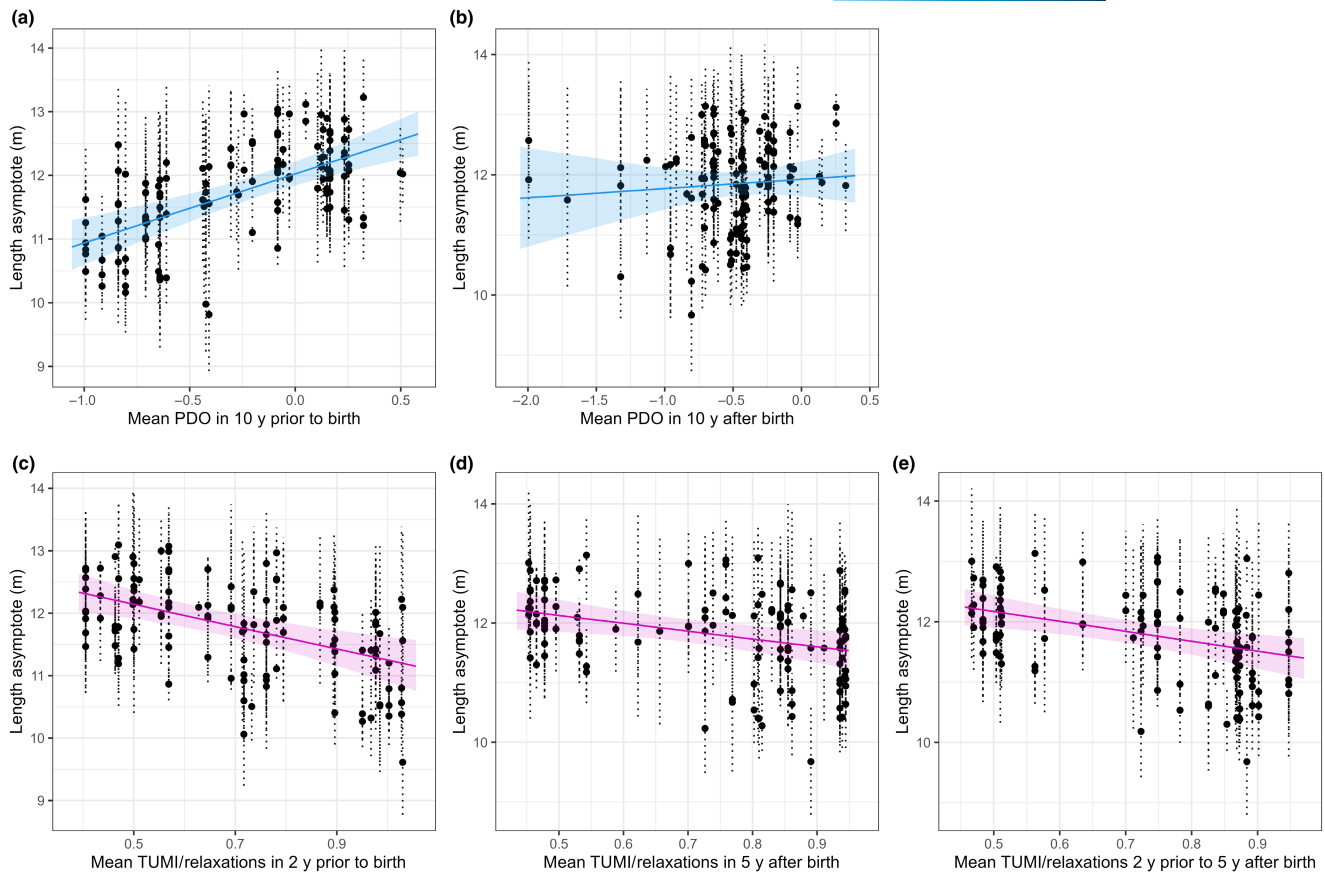 (a)
Length asymptote (m)
14
13
12
11
10
9
−1.0 −0.5 0.0 0.5
Mean PDO in 10 y prior to birth
(b)
Length asymptote (m)
14
12
10
−2.0 −1.5 −1.0 −0.5 0.0 0.5
Mean PDO in 10 y after birth
(c)
Length asymptote (m)
14
13
12
11
10
9
0.5 0.7 0.9
Mean TUMI/relaxations in 2 y prior to birth
(d)
Length asymptote (m)
14
12
10
0.5 0.6 0.7 0.8 0.9
Mean TUMI/relaxations in 5 y after birth
(e)
Length asymptote (m)
14
12
10
0.5 0.6 0.7 0.8 0.9
Mean TUMI/relaxations 2 y prior to 5 y after birth